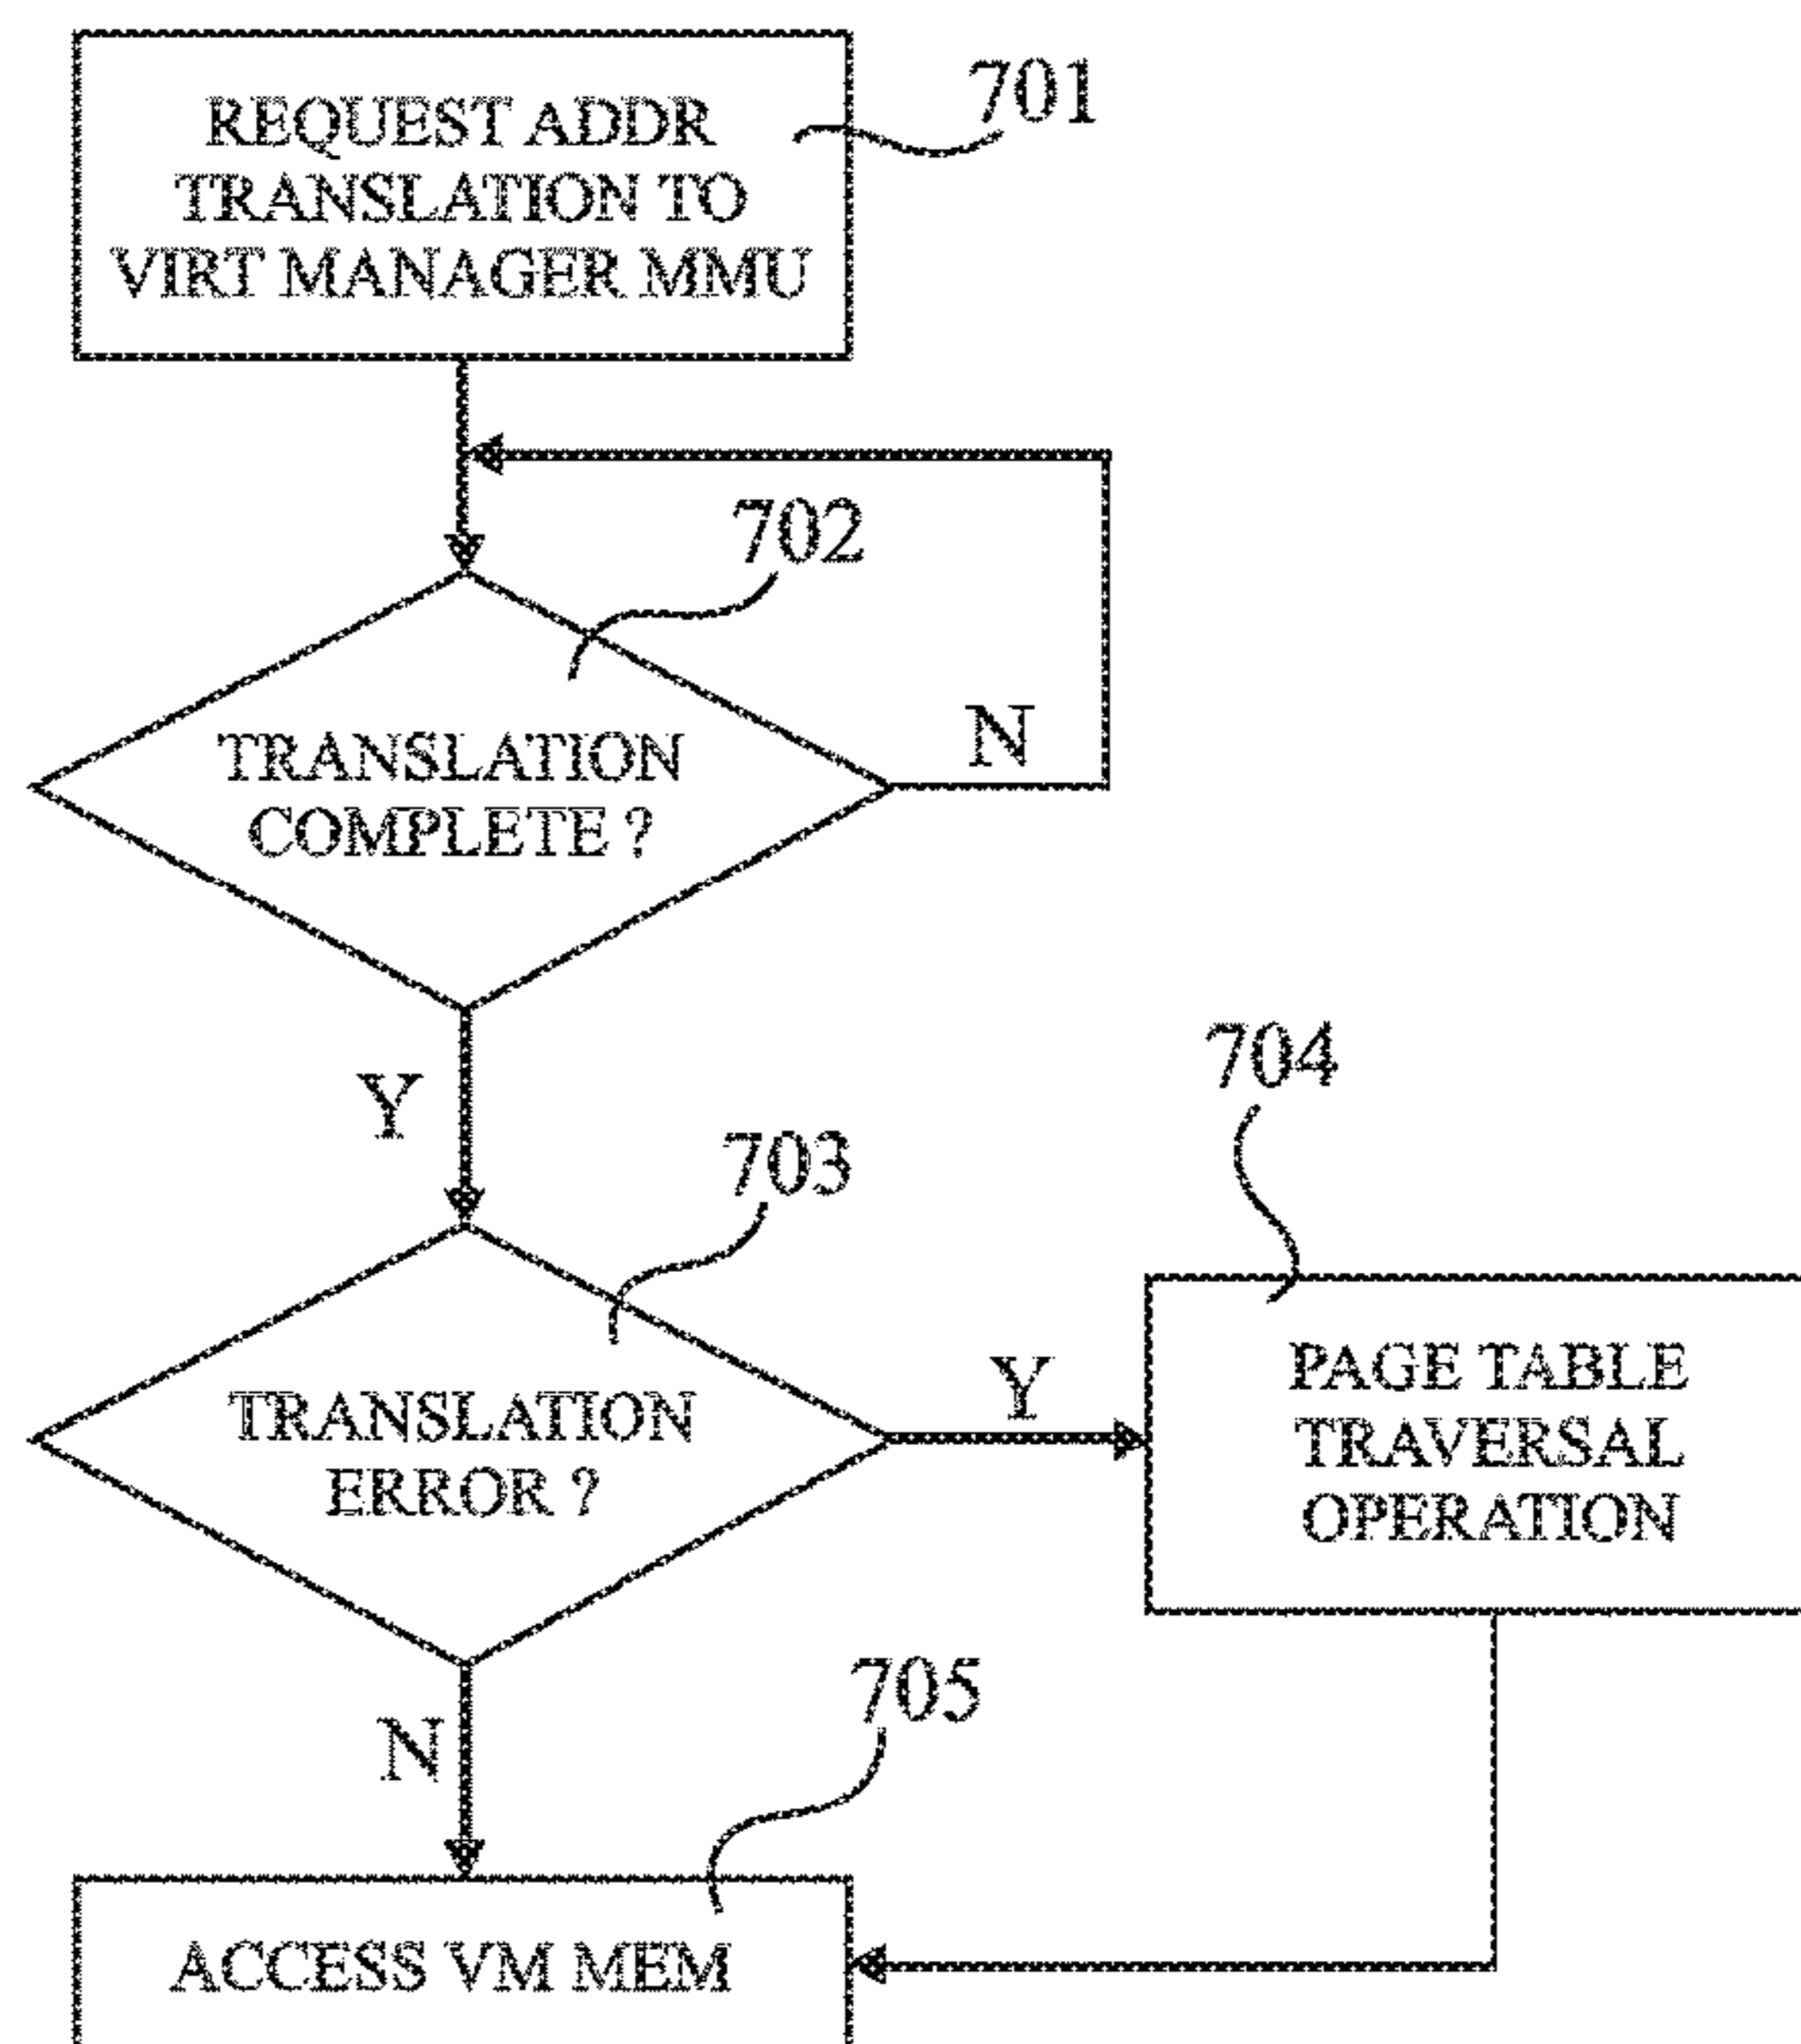 REQUEST ADDR
TRANSLATION TO
VIRT MANAGER MMU
701
702
TRANSLATION
COMPLETE ?
N
Y
703
TRANSLATION
ERROR ?
Y
704
PAGE TABLE
TRAVERSAL
OPERATION
N
705
ACCESS VM MEM